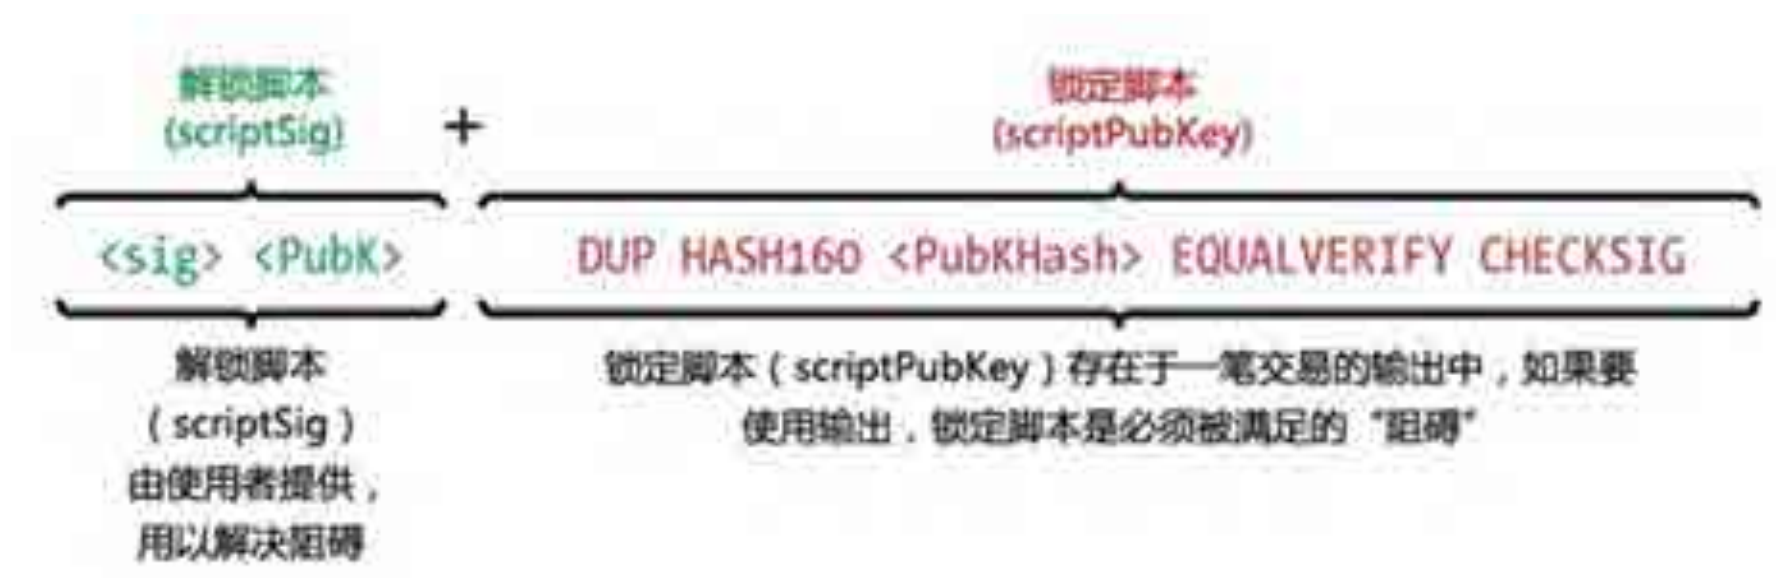 解锁脚本
(scriptSig)
+
锁定脚本
(scriptPubKey)
<sig> <PubK>
DUP HASH160 <PubKHash> EQUALVERIFY CHECKSIG
解锁脚本
（scriptSig）
由使用者提供，
用以解决阻碍
锁定脚本（scriptPubKey）存在于一笔交易的输出中，如果要
使用输出，锁定脚本是必须被满足的“阻碍”